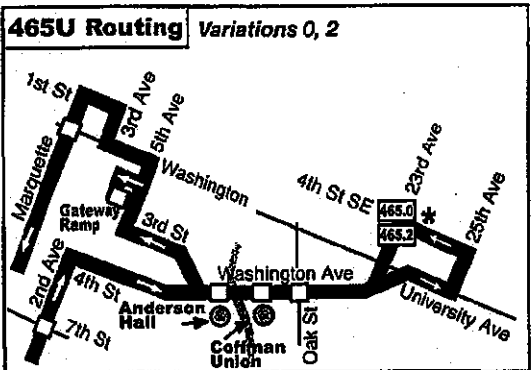 465U Routing Variations 0, 2
1st St
3rd Ave
5th Ave
Marquette
Washington
4th St SE
23rd Ave
25th Ave
465.0
*
465.2
Gateway
Ramp
3rd St
2nd Ave
4th St
Washington Ave
University Ave
7th St
Anderson
Hall
Coffman
Union
Oak St